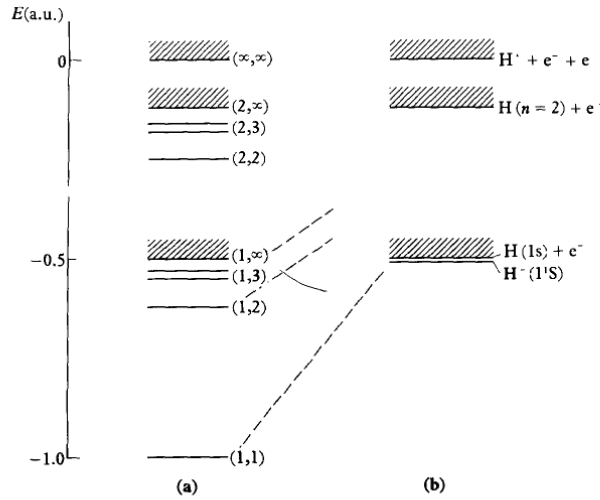 E(a.u.)
0
(∞,∞)
H⁺ + e⁻ + e
(2,∞)
H(n = 2) + e⁻
(2,3)
(2,2)
−0.5
(1,∞)
H(1s) + e⁻
(1,3)
H⁻(1¹S)
(1,2)
−1.0
(1,1)
(a)
(b)